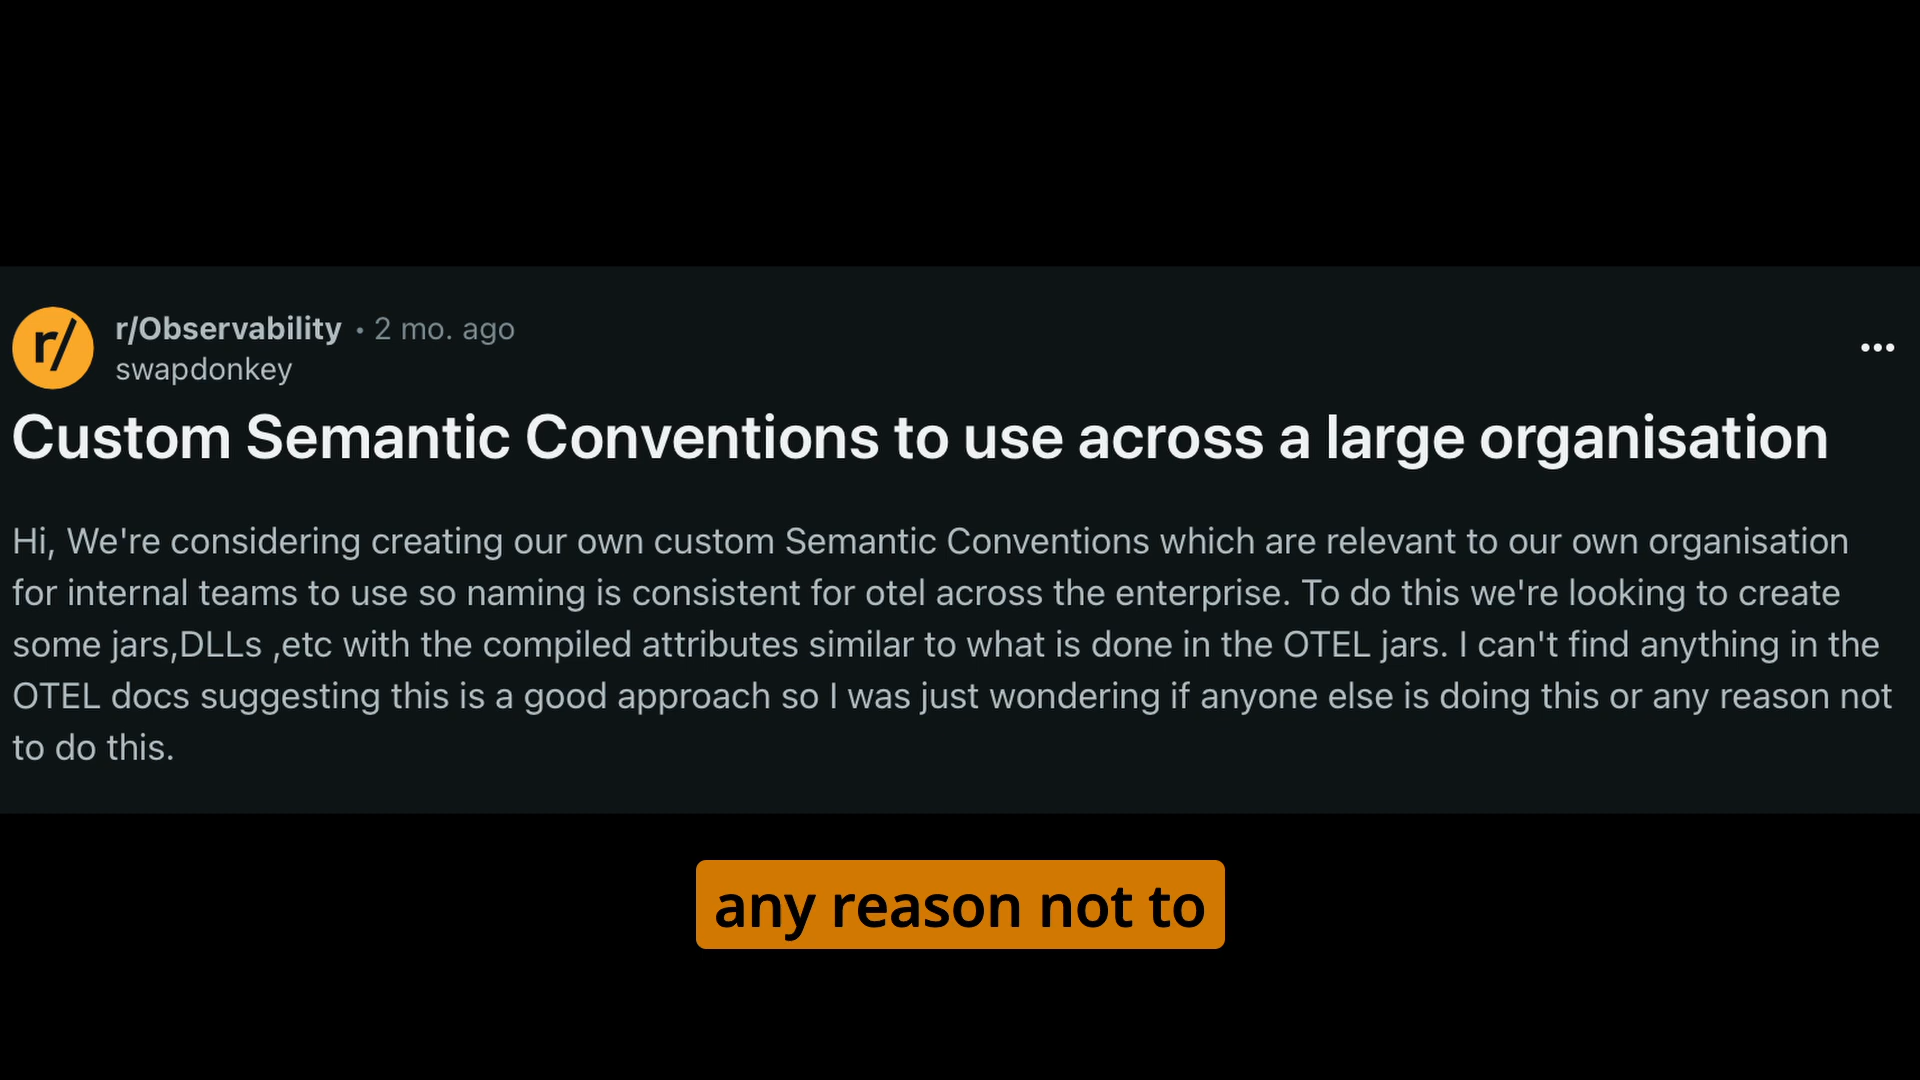 r/
r/Observability • 2 mo. ago
swapdonkey
Custom Semantic Conventions to use across a large organisation
Hi, We're considering creating our own custom Semantic Conventions which are relevant to our own organisation
for internal teams to use so naming is consistent for otel across the enterprise. To do this we're looking to create
some jars,DLLs ,etc with the compiled attributes similar to what is done in the OTEL jars. I can't find anything in the
OTEL docs suggesting this is a good approach so I was just wondering if anyone else is doing this or any reason not
to do this.
any reason not to